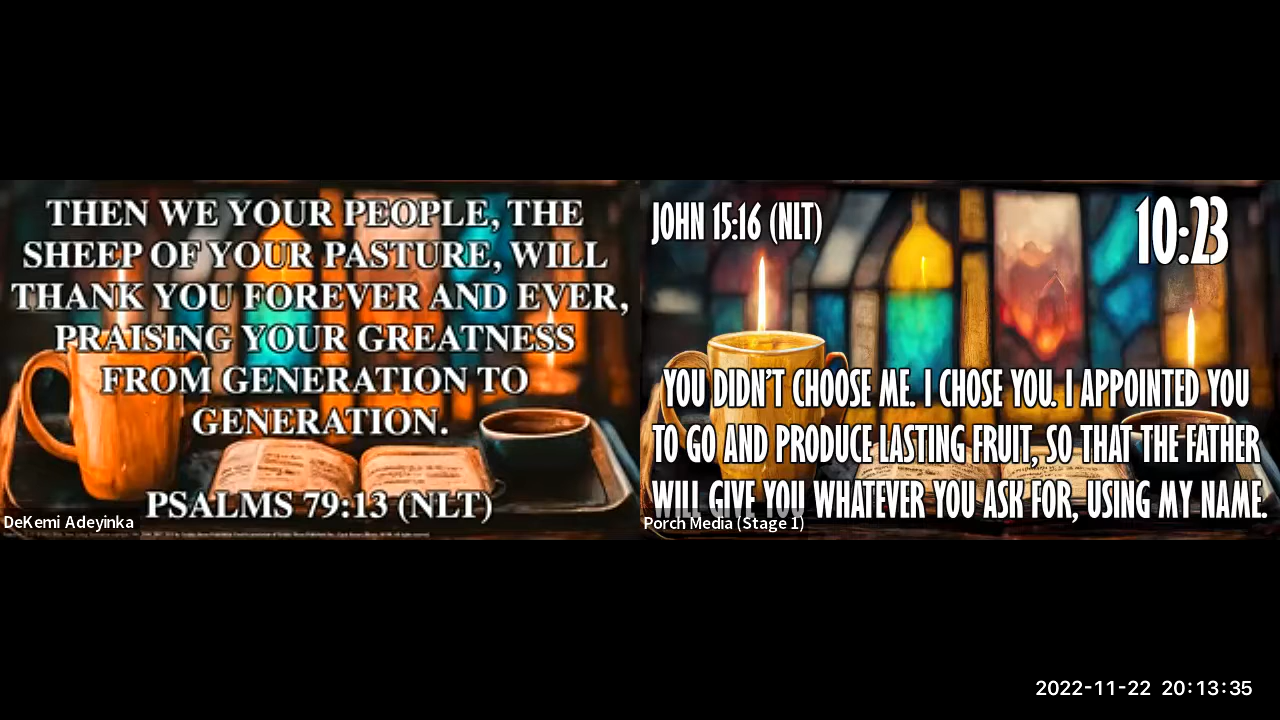 THEN WE YOUR PEOPLE, THE
SHEEP OF YOUR PASTURE, WILL
THANK YOU FOREVER AND EVER,
PRAISING YOUR GREATNESS
FROM GENERATION TO
GENERATION.
PSALMS 79:13 (NLT)
DeKemi Adeyinka
JOHN 15:16 (NLT)
10:23
YOU DIDN'T CHOOSE ME. I CHOSE YOU. I APPOINTED YOU
TO GO AND PRODUCE LASTING FRUIT, SO THAT THE FATHER
WILL GIVE YOU WHATEVER YOU ASK FOR, USING MY NAME.
Porch Media (Stage 1)
2022-11-22 20:13:35